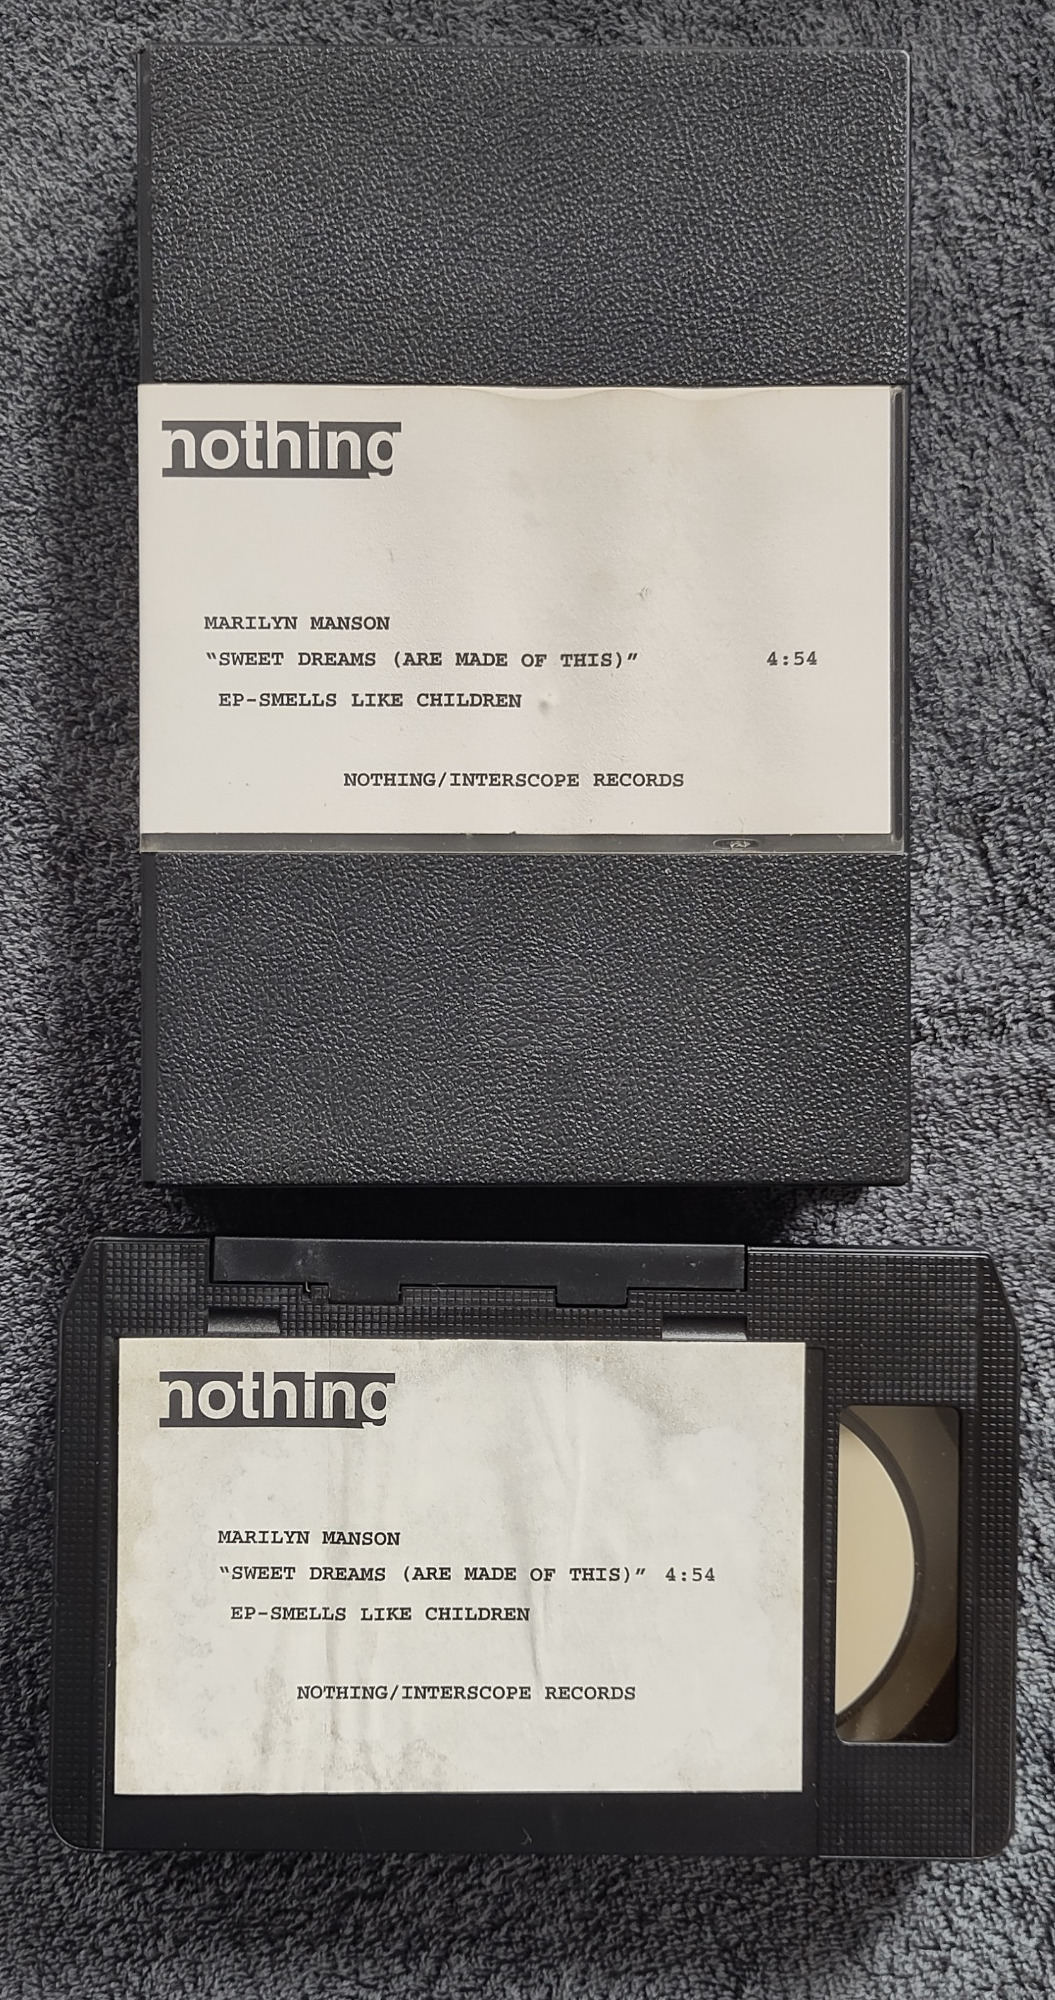 nothing
MARILYN MANSON
“SWEET DREAMS (ARE MADE OF THIS)” 4:54
EP-SMELLS LIKE CHILDREN
NOTHING/INTERSCOPE RECORDS
nothing
MARILYN MANSON
“SWEET DREAMS (ARE MADE OF THIS)” 4:54
EP-SMELLS LIKE CHILDREN
NOTHING/INTERSCOPE RECORDS